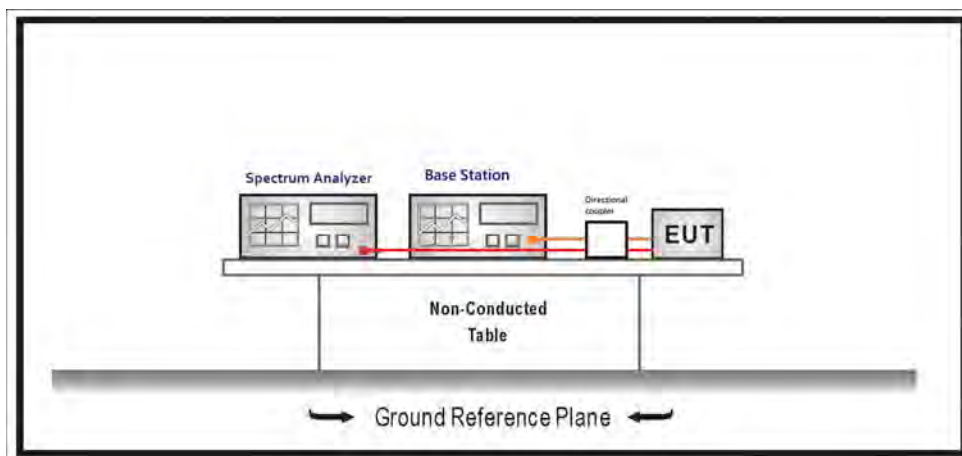 Spectrum Analyzer
Base Station
Directional
coupler
EUT
Non-Conducted
Table
Ground Reference Plane